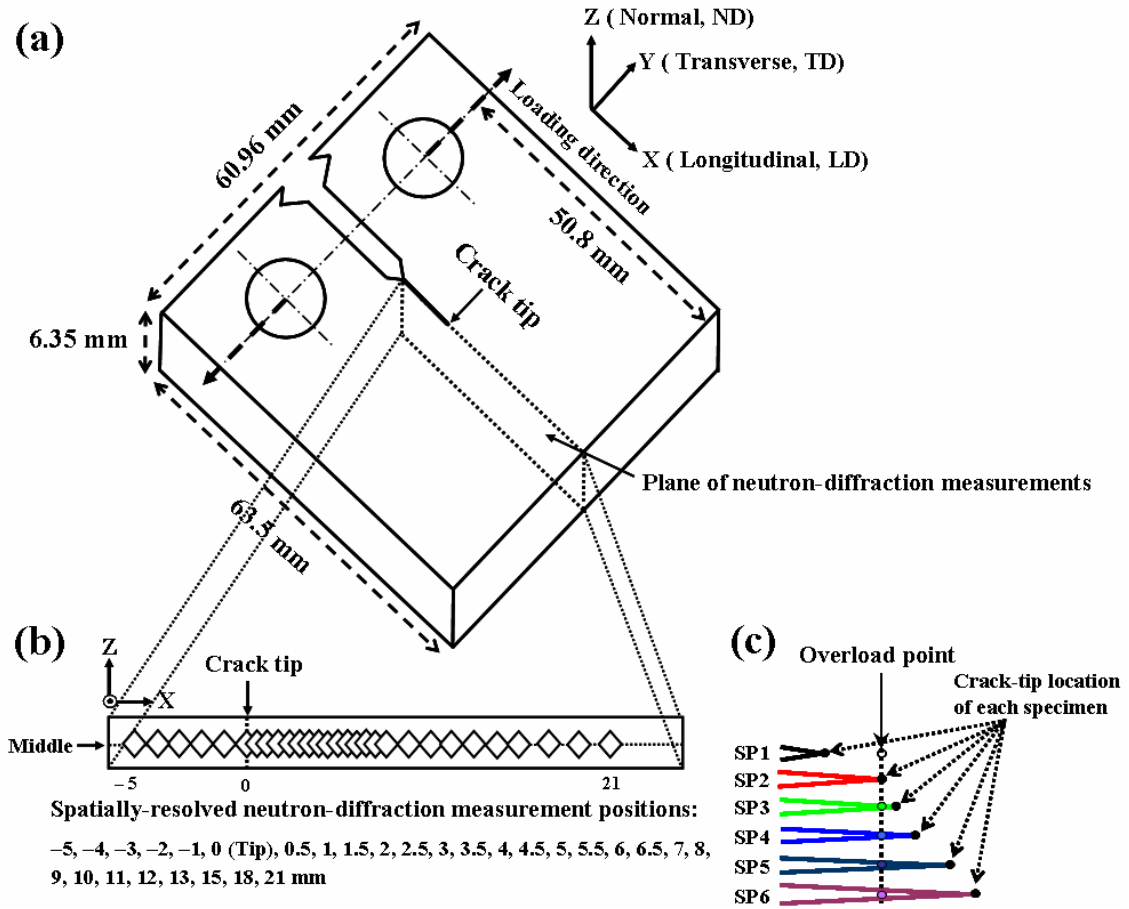 (a)
Z ( Normal, ND)
Y ( Transverse, TD)
X ( Longitudinal, LD)
60.96 mm
Loading direction
50.8 mm
Crack tip
6.35 mm
63.5 mm
Plane of neutron-diffraction measurements
(b)
Z
X
Crack tip
Middle
−5
0
21
Spatially-resolved neutron-diffraction measurement positions:
−5, −4, −3, −2, −1, 0 (Tip), 0.5, 1, 1.5, 2, 2.5, 3, 3.5, 4, 4.5, 5, 5.5, 6, 6.5, 7, 8,
9, 10, 11, 12, 13, 15, 18, 21 mm
(c)
Overload point
Crack-tip location
of each specimen
SP1
SP2
SP3
SP4
SP5
SP6